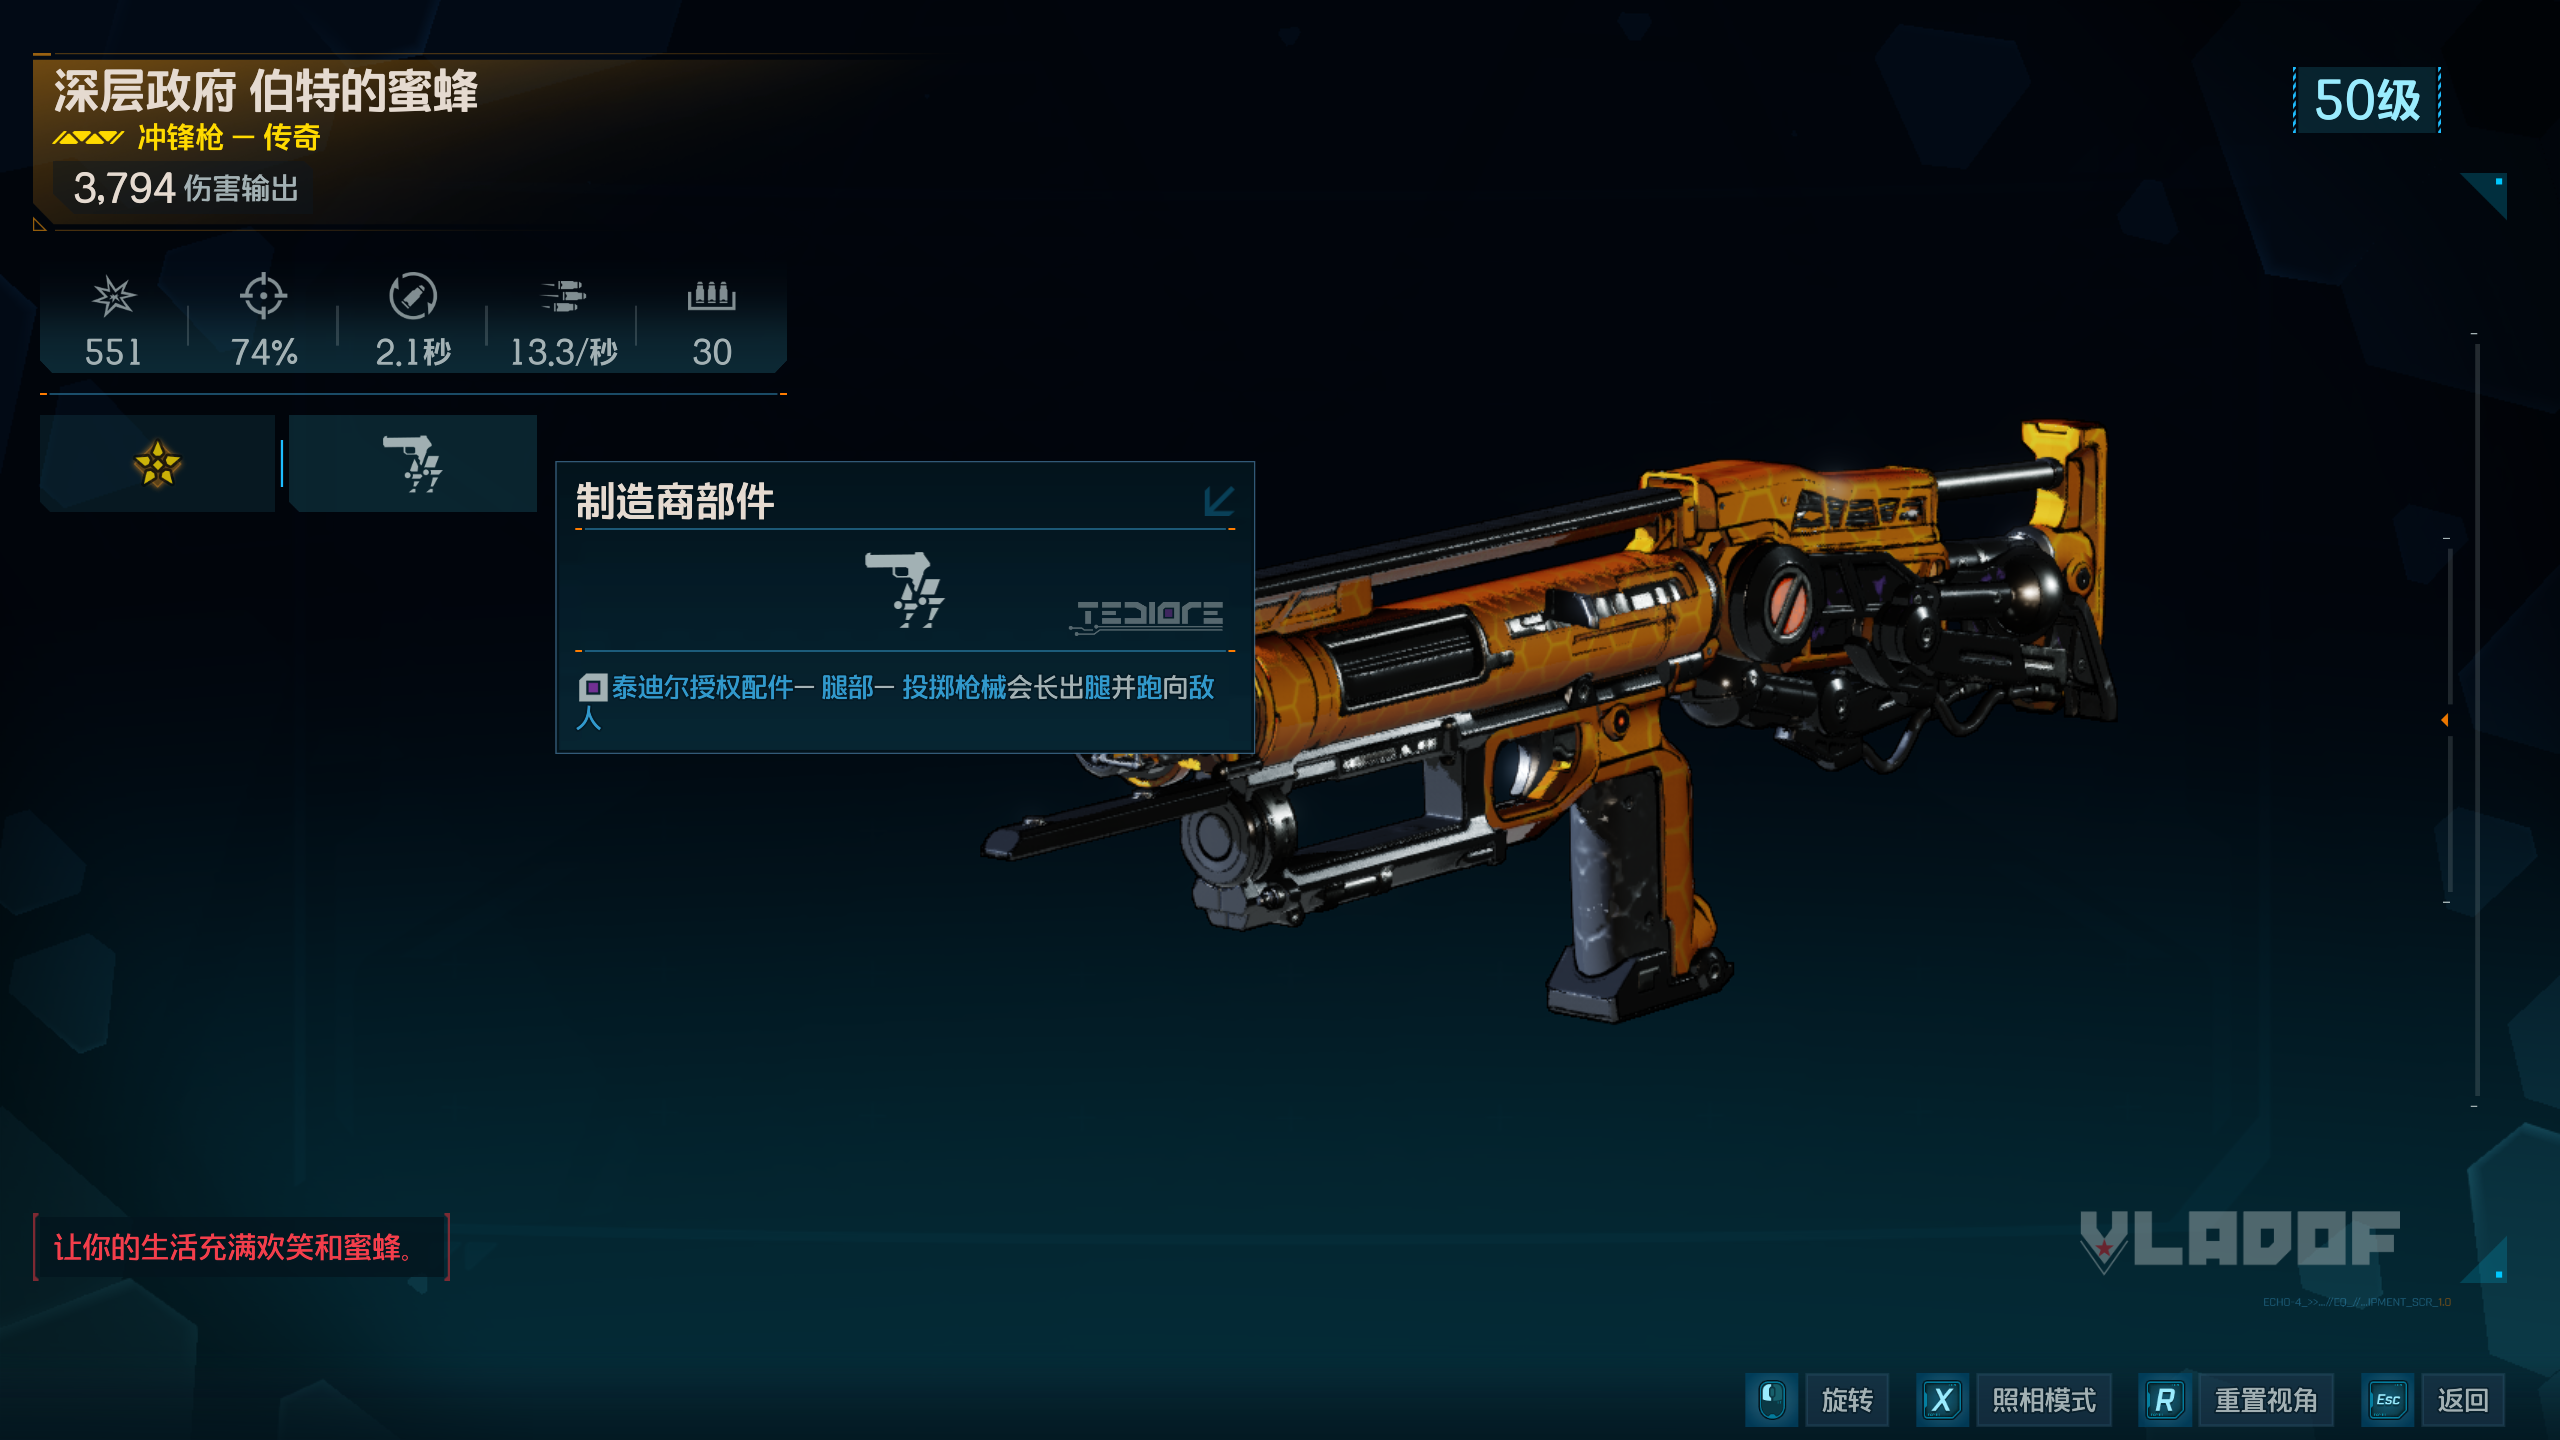 深层政府 伯特的蜜蜂
冲锋枪 — 传奇
3,794 伤害输出
50级
551
74%
2.1秒
13.3/秒
30
制造商部件
TEDIORE
泰迪尔授权配件— 腿部— 投掷枪械会长出腿并跑向敌
人
让你的生活充满欢笑和蜜蜂。
VLADOF
旋转
X 照相模式
R 重置视角
Esc 返回